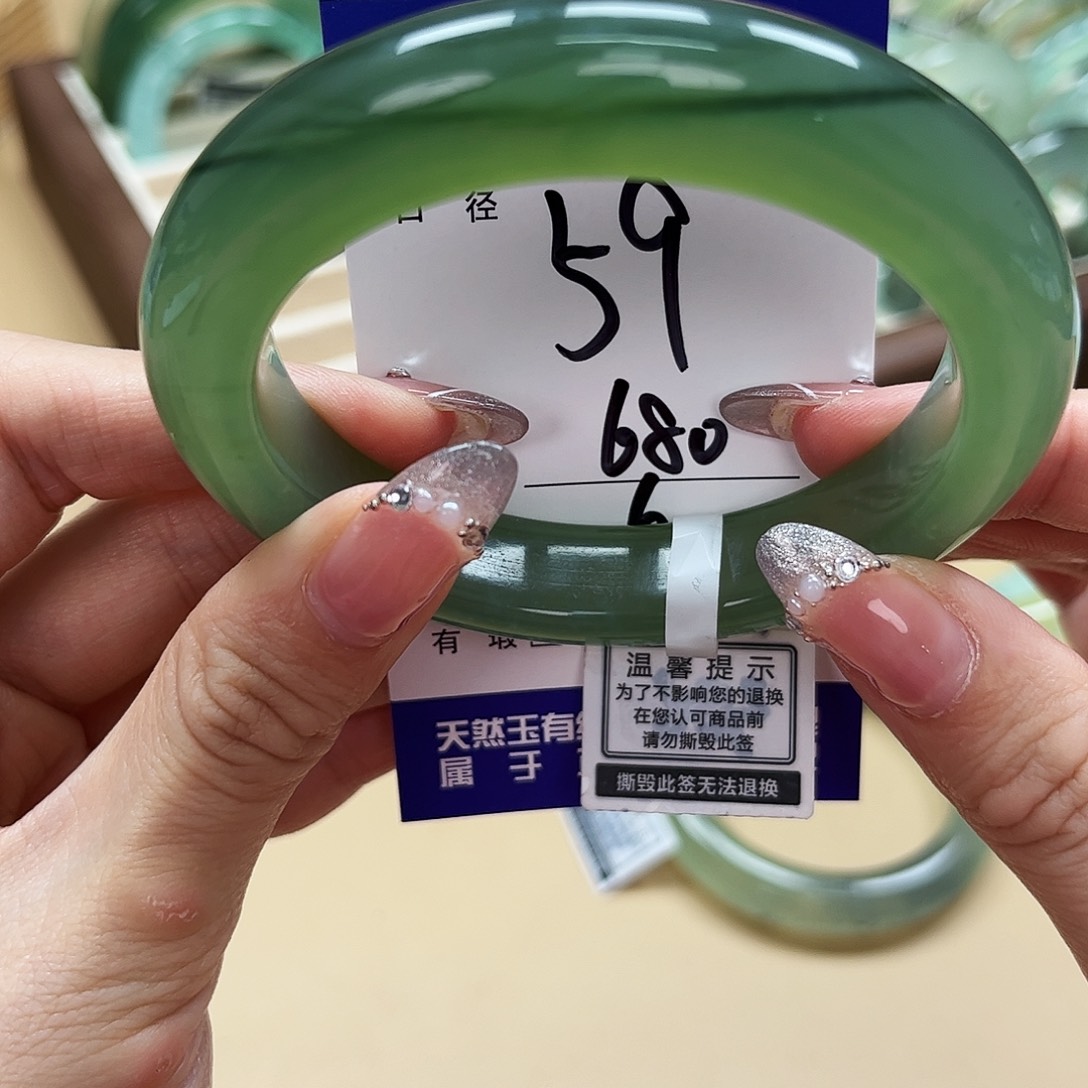 径
59
680
6
有
天然玉有
属 于
温馨提示
为了不影响您的退换
在您认可商品前
请勿撕毁此签
撕毁此签无法退换